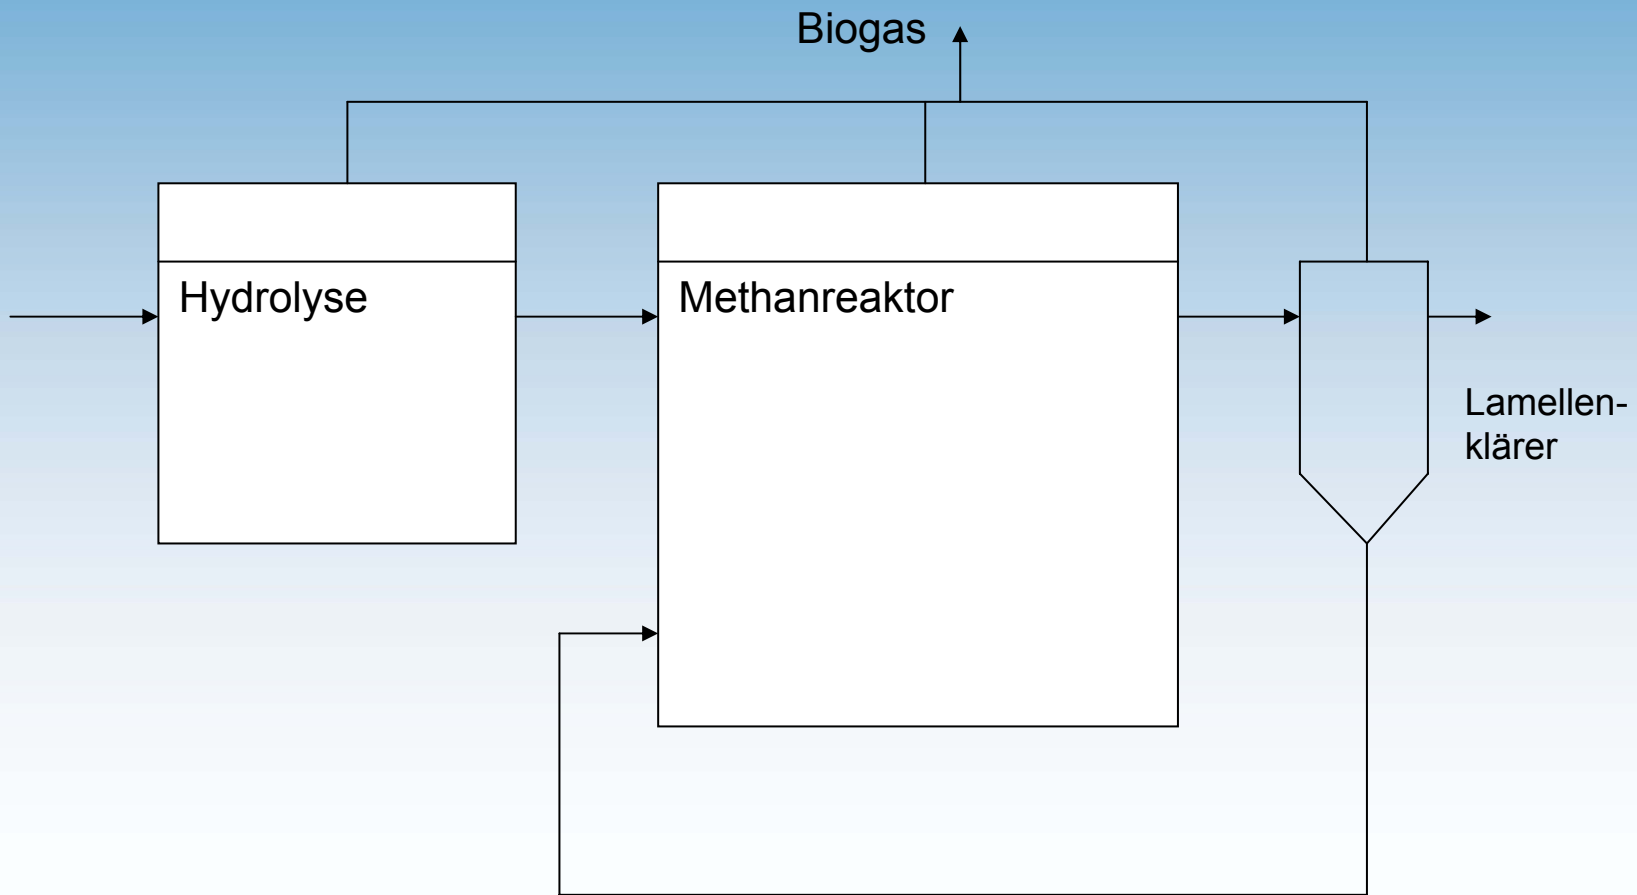 Biogas
Hydrolyse
Methanreaktor
Lamellen-
klärer